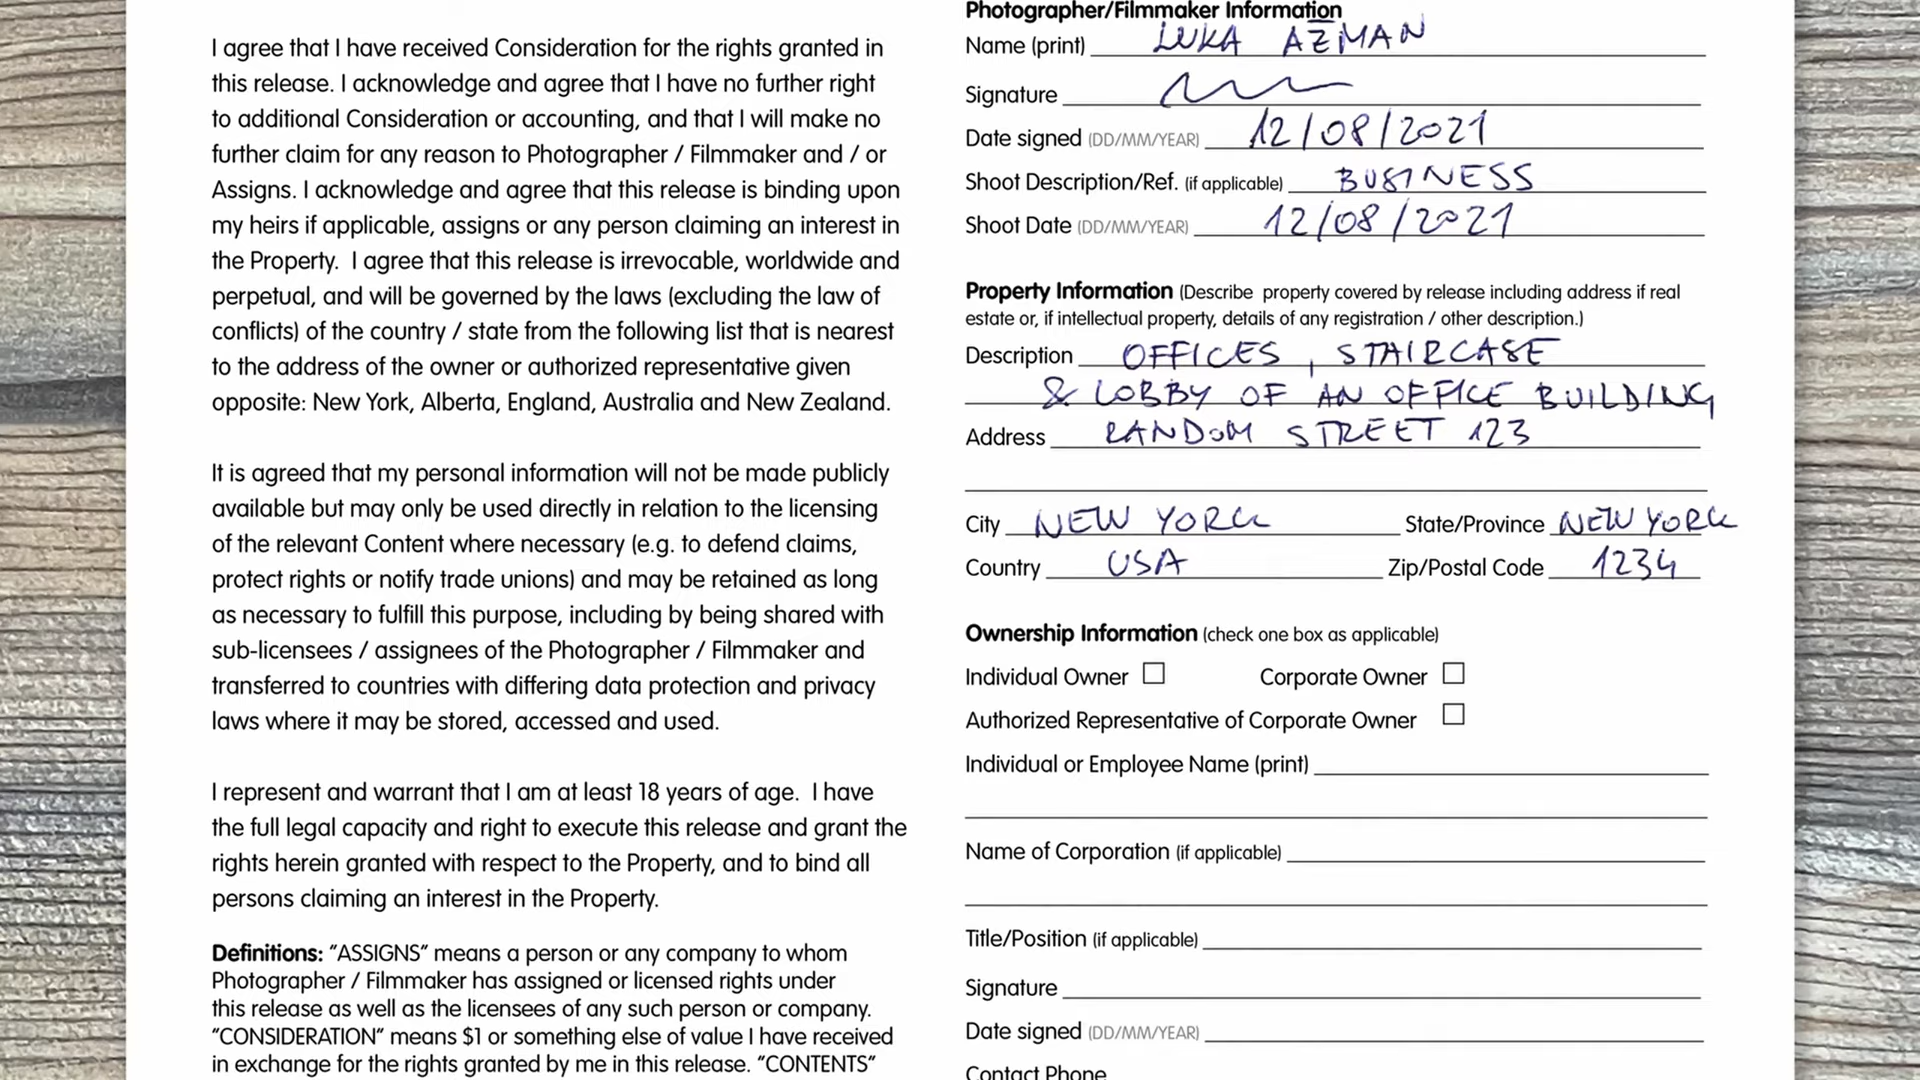 I agree that I have received Consideration for the rights granted in
this release. I acknowledge and agree that I have no further right
to additional Consideration or accounting, and that I will make no
further claim for any reason to Photographer / Filmmaker and / or
Assigns. I acknowledge and agree that this release is binding upon
my heirs if applicable, assigns or any person claiming an interest in
the Property. I agree that this release is irrevocable, worldwide and
perpetual, and will be governed by the laws (excluding the law of
conflicts) of the country / state from the following list that is nearest
to the address of the owner or authorized representative given
opposite: New York, Alberta, England, Australia and New Zealand.
It is agreed that my personal information will not be made publicly
available but may only be used directly in relation to the licensing
of the relevant Content where necessary (e.g. to defend claims,
protect rights or notify trade unions) and may be retained as long
as necessary to fulfill this purpose, including by being shared with
sub-licensees / assignees of the Photographer / Filmmaker and
transferred to countries with differing data protection and privacy
laws where it may be stored, accessed and used.
I represent and warrant that I am at least 18 years of age. I have
the full legal capacity and right to execute this release and grant the
rights herein granted with respect to the Property, and to bind all
persons claiming an interest in the Property.
Definitions: "ASSIGNS" means a person or any company to whom
Photographer / Filmmaker has assigned or licensed rights under
this release as well as the licensees of any such person or company.
"CONSIDERATION" means $1 or something else of value I have received
in exchange for the rights granted by me in this release. "CONTENTS"
Photographer/Filmmaker Information
Name (print) LUKA AŽMAN
Signature
Date signed (DD/MM/YEAR) 12/08/2021
Shoot Description/Ref. (if applicable) BUSINESS
Shoot Date (DD/MM/YEAR) 12/08/2021
Property Information (Describe property covered by release including address if real
estate or, if intellectual property, details of any registration / other description.)
Description OFFICES, STAIRCASE
& LOBBY OF AN OFFICE BUILDING
Address RANDOM STREET 123
City NEW YORK State/Province NEW YORK
Country USA Zip/Postal Code 1234
Ownership Information (check one box as applicable)
Individual Owner Corporate Owner
Authorized Representative of Corporate Owner
Individual or Employee Name (print)
Name of Corporation (if applicable)
Title/Position (if applicable)
Signature
Date signed (DD/MM/YEAR)
Contact Phone